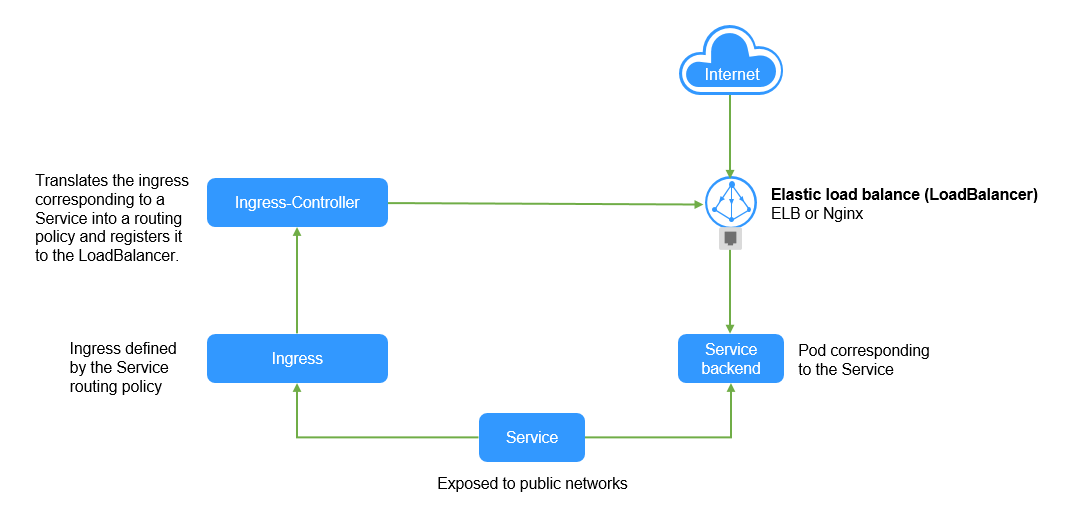 Internet
Translates the ingress
corresponding to a
Service into a routing
policy and registers it
to the LoadBalancer.
Ingress-Controller
Elastic load balance (LoadBalancer)
ELB or Nginx
Ingress defined
by the Service
routing policy
Ingress
Service
backend
Pod corresponding
to the Service
Service
Exposed to public networks